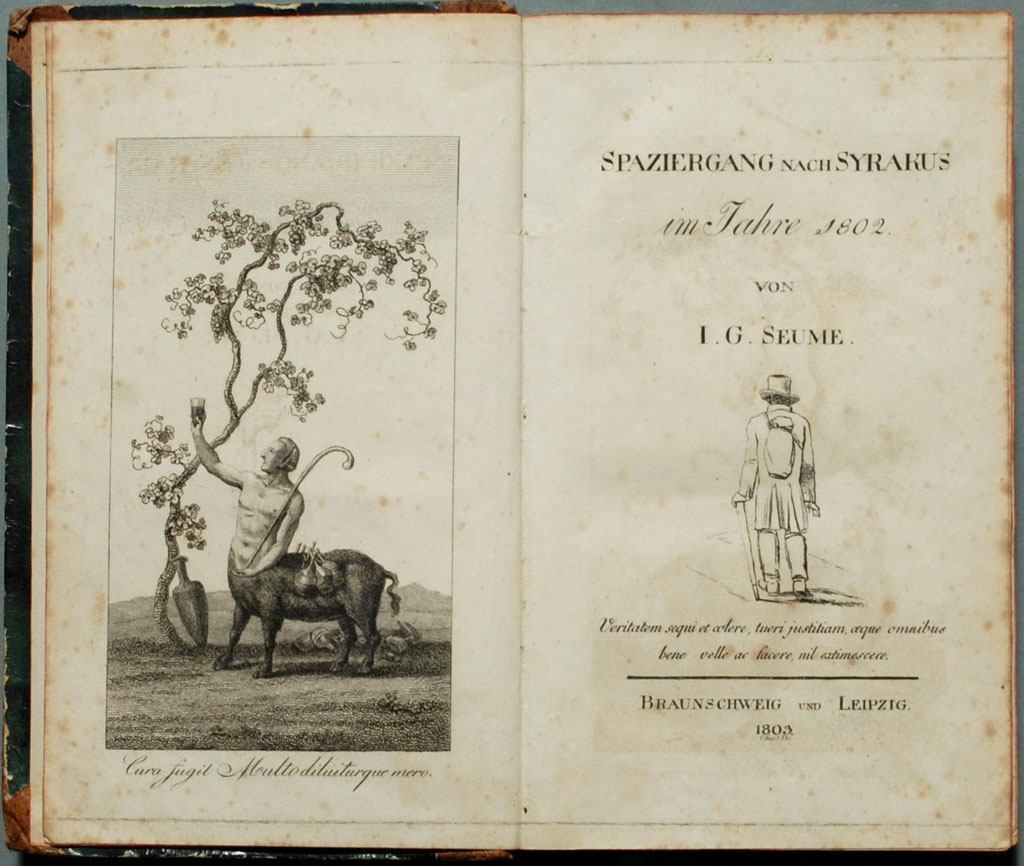 Cura fugit Multo diluiturque mero.
SPAZIERGANG NACH SYRAKUS
im Jahre 1802.
VON
I. G. SEUME.
Veritatem sequi et colere, tueri justitiam, æque omnibus
bene velle ac facere, nil extimescere.
BRAUNSCHWEIG UND LEIPZIG.
1803.